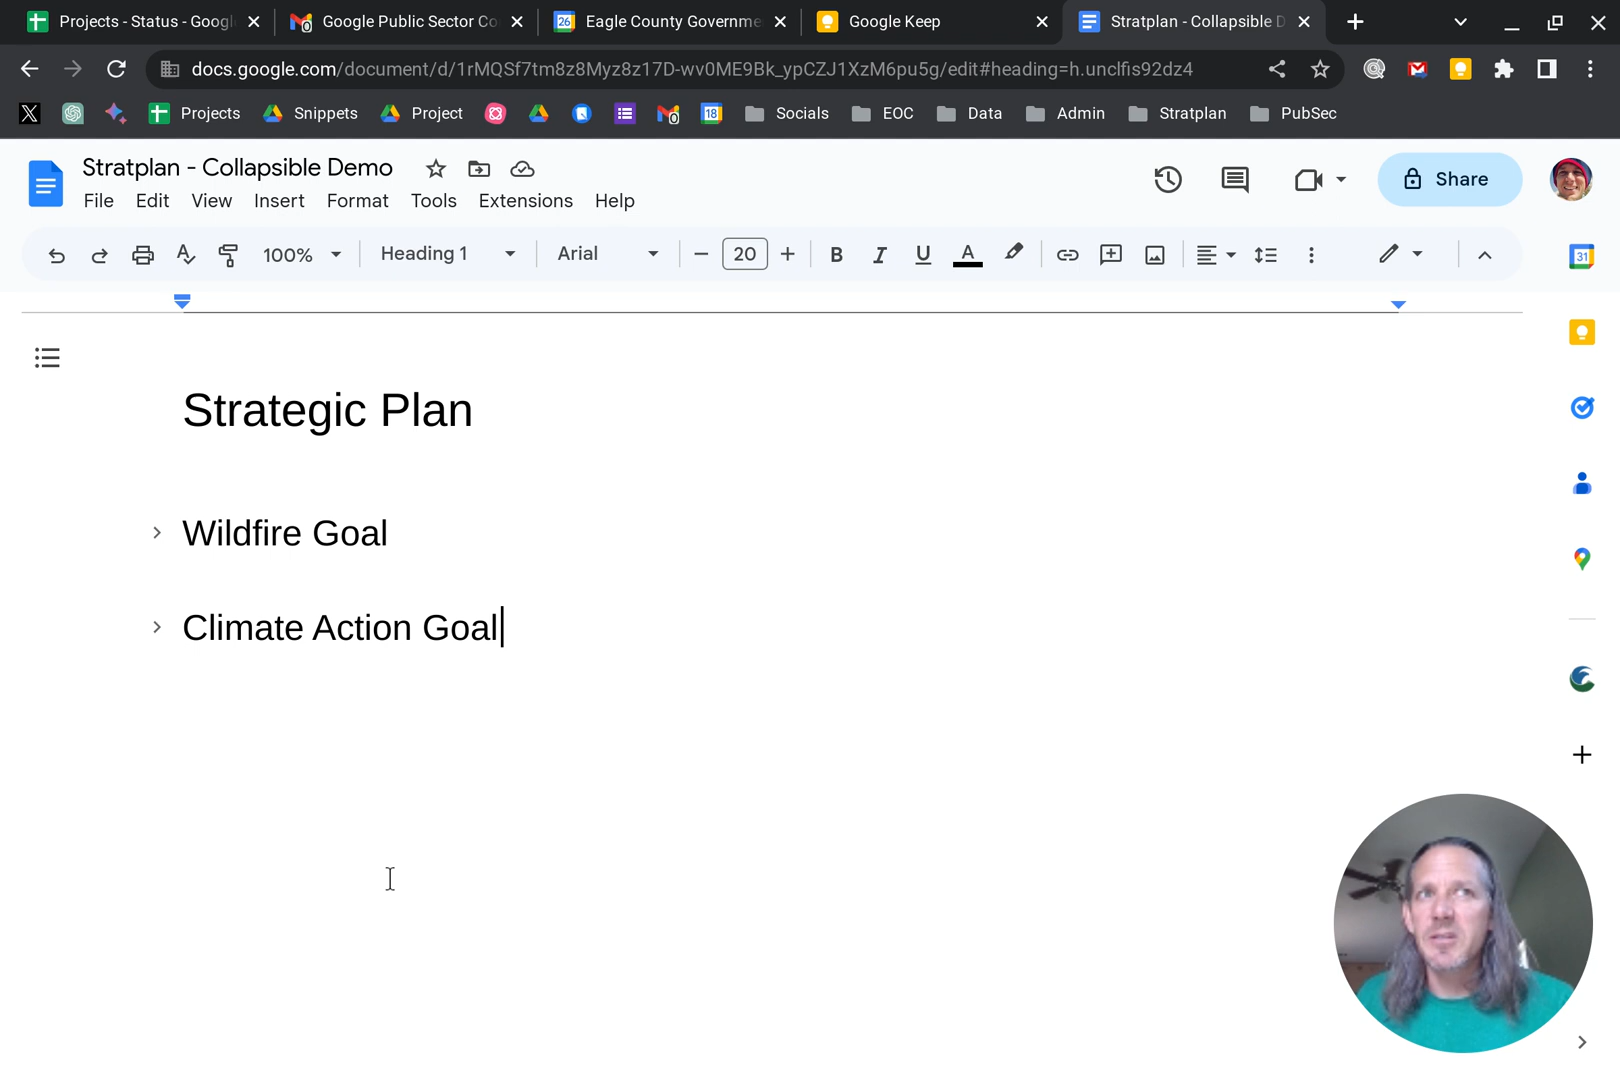 Projects - Status - Googl
Google Public Sector Co
Eagle County Governme
Google Keep
Stratplan - Collapsible D
docs.google.com/document/d/1rMQSf7tm8z8Myz8z17D-wv0ME9Bk_ypCZJ1XzM6pu5g/edit#heading=h.unclfis92dz4
Projects
Snippets
Project
18
Socials
EOC
Data
Admin
Stratplan
PubSec
Stratplan - Collapsible Demo
File Edit View Insert Format Tools Extensions Help
Share
100% Heading 1 Arial 20 B I U A
31
Strategic Plan
Wildfire Goal
Climate Action Goal